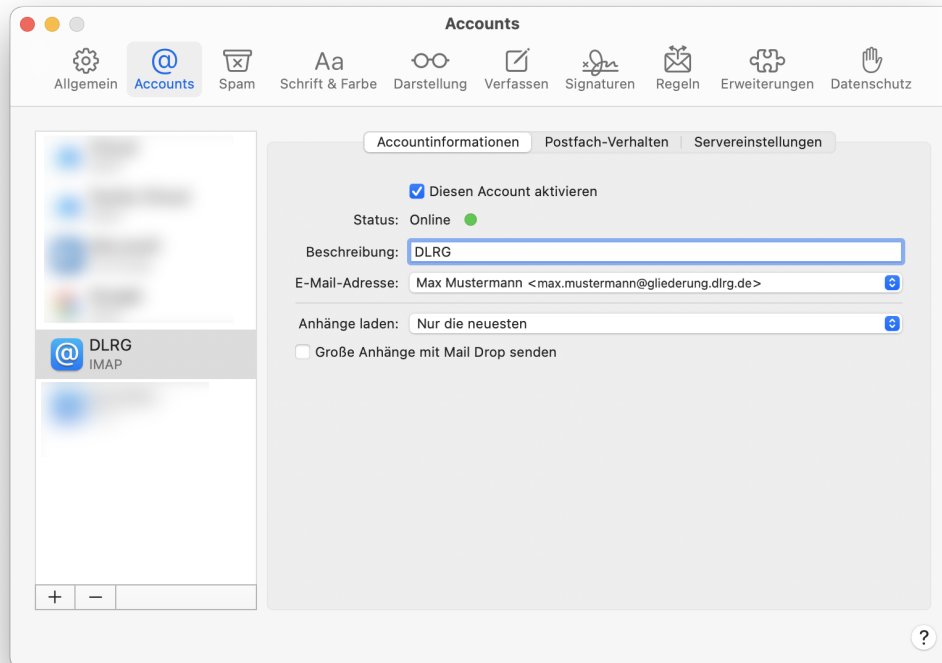 Accounts
Allgemein Accounts Spam Schrift & Farbe Darstellung Verfassen Signaturen Regeln Erweiterungen Datenschutz
Accountinformationen Postfach-Verhalten Servereinstellungen
Diesen Account aktivieren
Status: Online
Beschreibung: DLRG
E-Mail-Adresse: Max Mustermann <max.mustermann@gliederung.dlrg.de>
Anhänge laden: Nur die neuesten
Große Anhänge mit Mail Drop senden
DLRG
IMAP
+ −
?